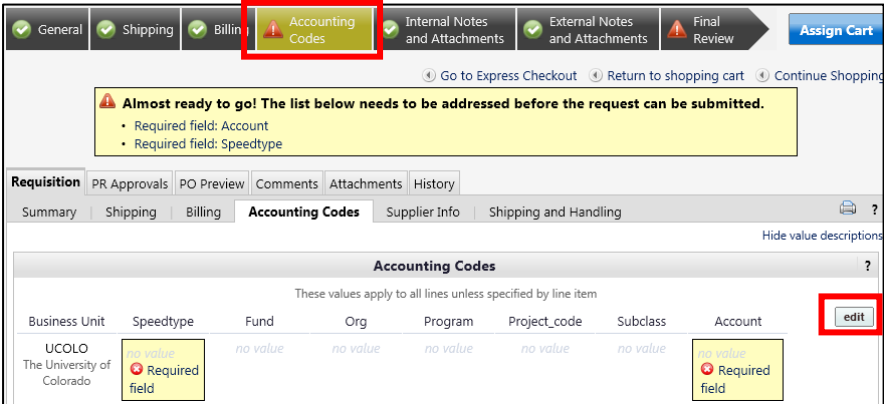 General Shipping Billing Accounting Codes Internal Notes and Attachments External Notes and Attachments Final Review Assign Cart
Go to Express Checkout Return to shopping cart Continue Shopping
Almost ready to go! The list below needs to be addressed before the request can be submitted.
• Required field: Account
• Required field: Speedtype
Requisition PR Approvals PO Preview Comments Attachments History
Summary Shipping Billing Accounting Codes Supplier Info Shipping and Handling ?
Hide value descriptions
Accounting Codes ?
These values apply to all lines unless specified by line item
edit
Business Unit Speedtype Fund Org Program Project_code Subclass Account
UCOLO no value no value no value no value no value no value no value
The University of Colorado Required field Required field